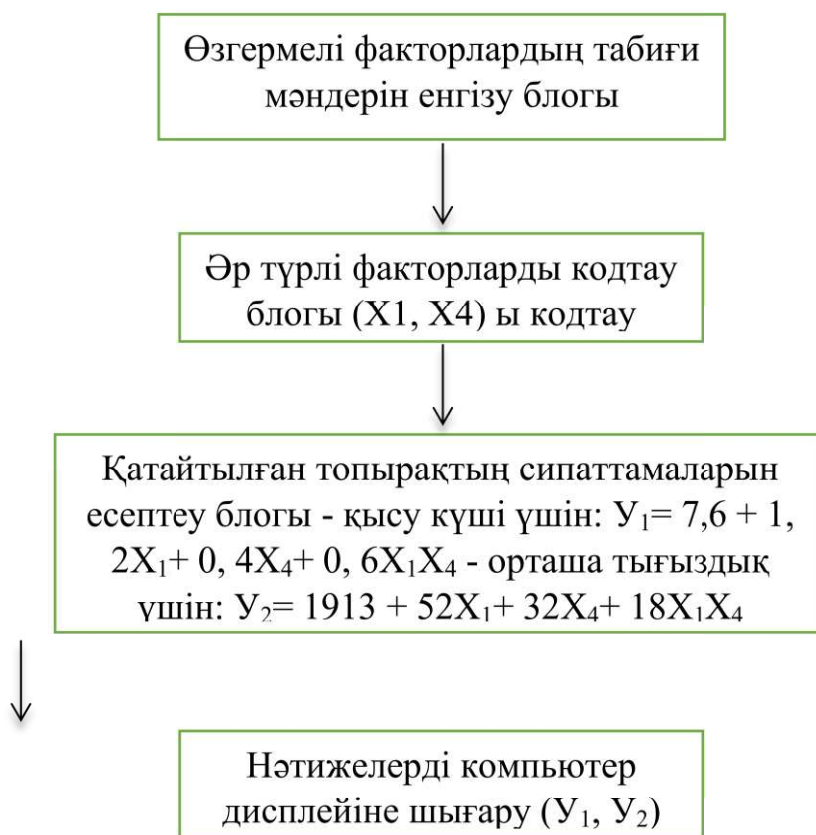 Өзгермелі факторлардың табиғи
мәндерін енгізу блогы
Әр түрлі факторларды кодтау
блогы (X1, X4) ы кодтау
Қатайтылған топырақтың сипаттамаларын
есептеу блогы - қысу күші үшін: У₁= 7,6 + 1,
2X₁+ 0, 4X₄+ 0, 6X₁X₄ - орташа тығыздық
үшін: У₂= 1913 + 52X₁+ 32X₄+ 18X₁X₄
Нәтижелерді компьютер
дисплейіне шығару (У₁, У₂)